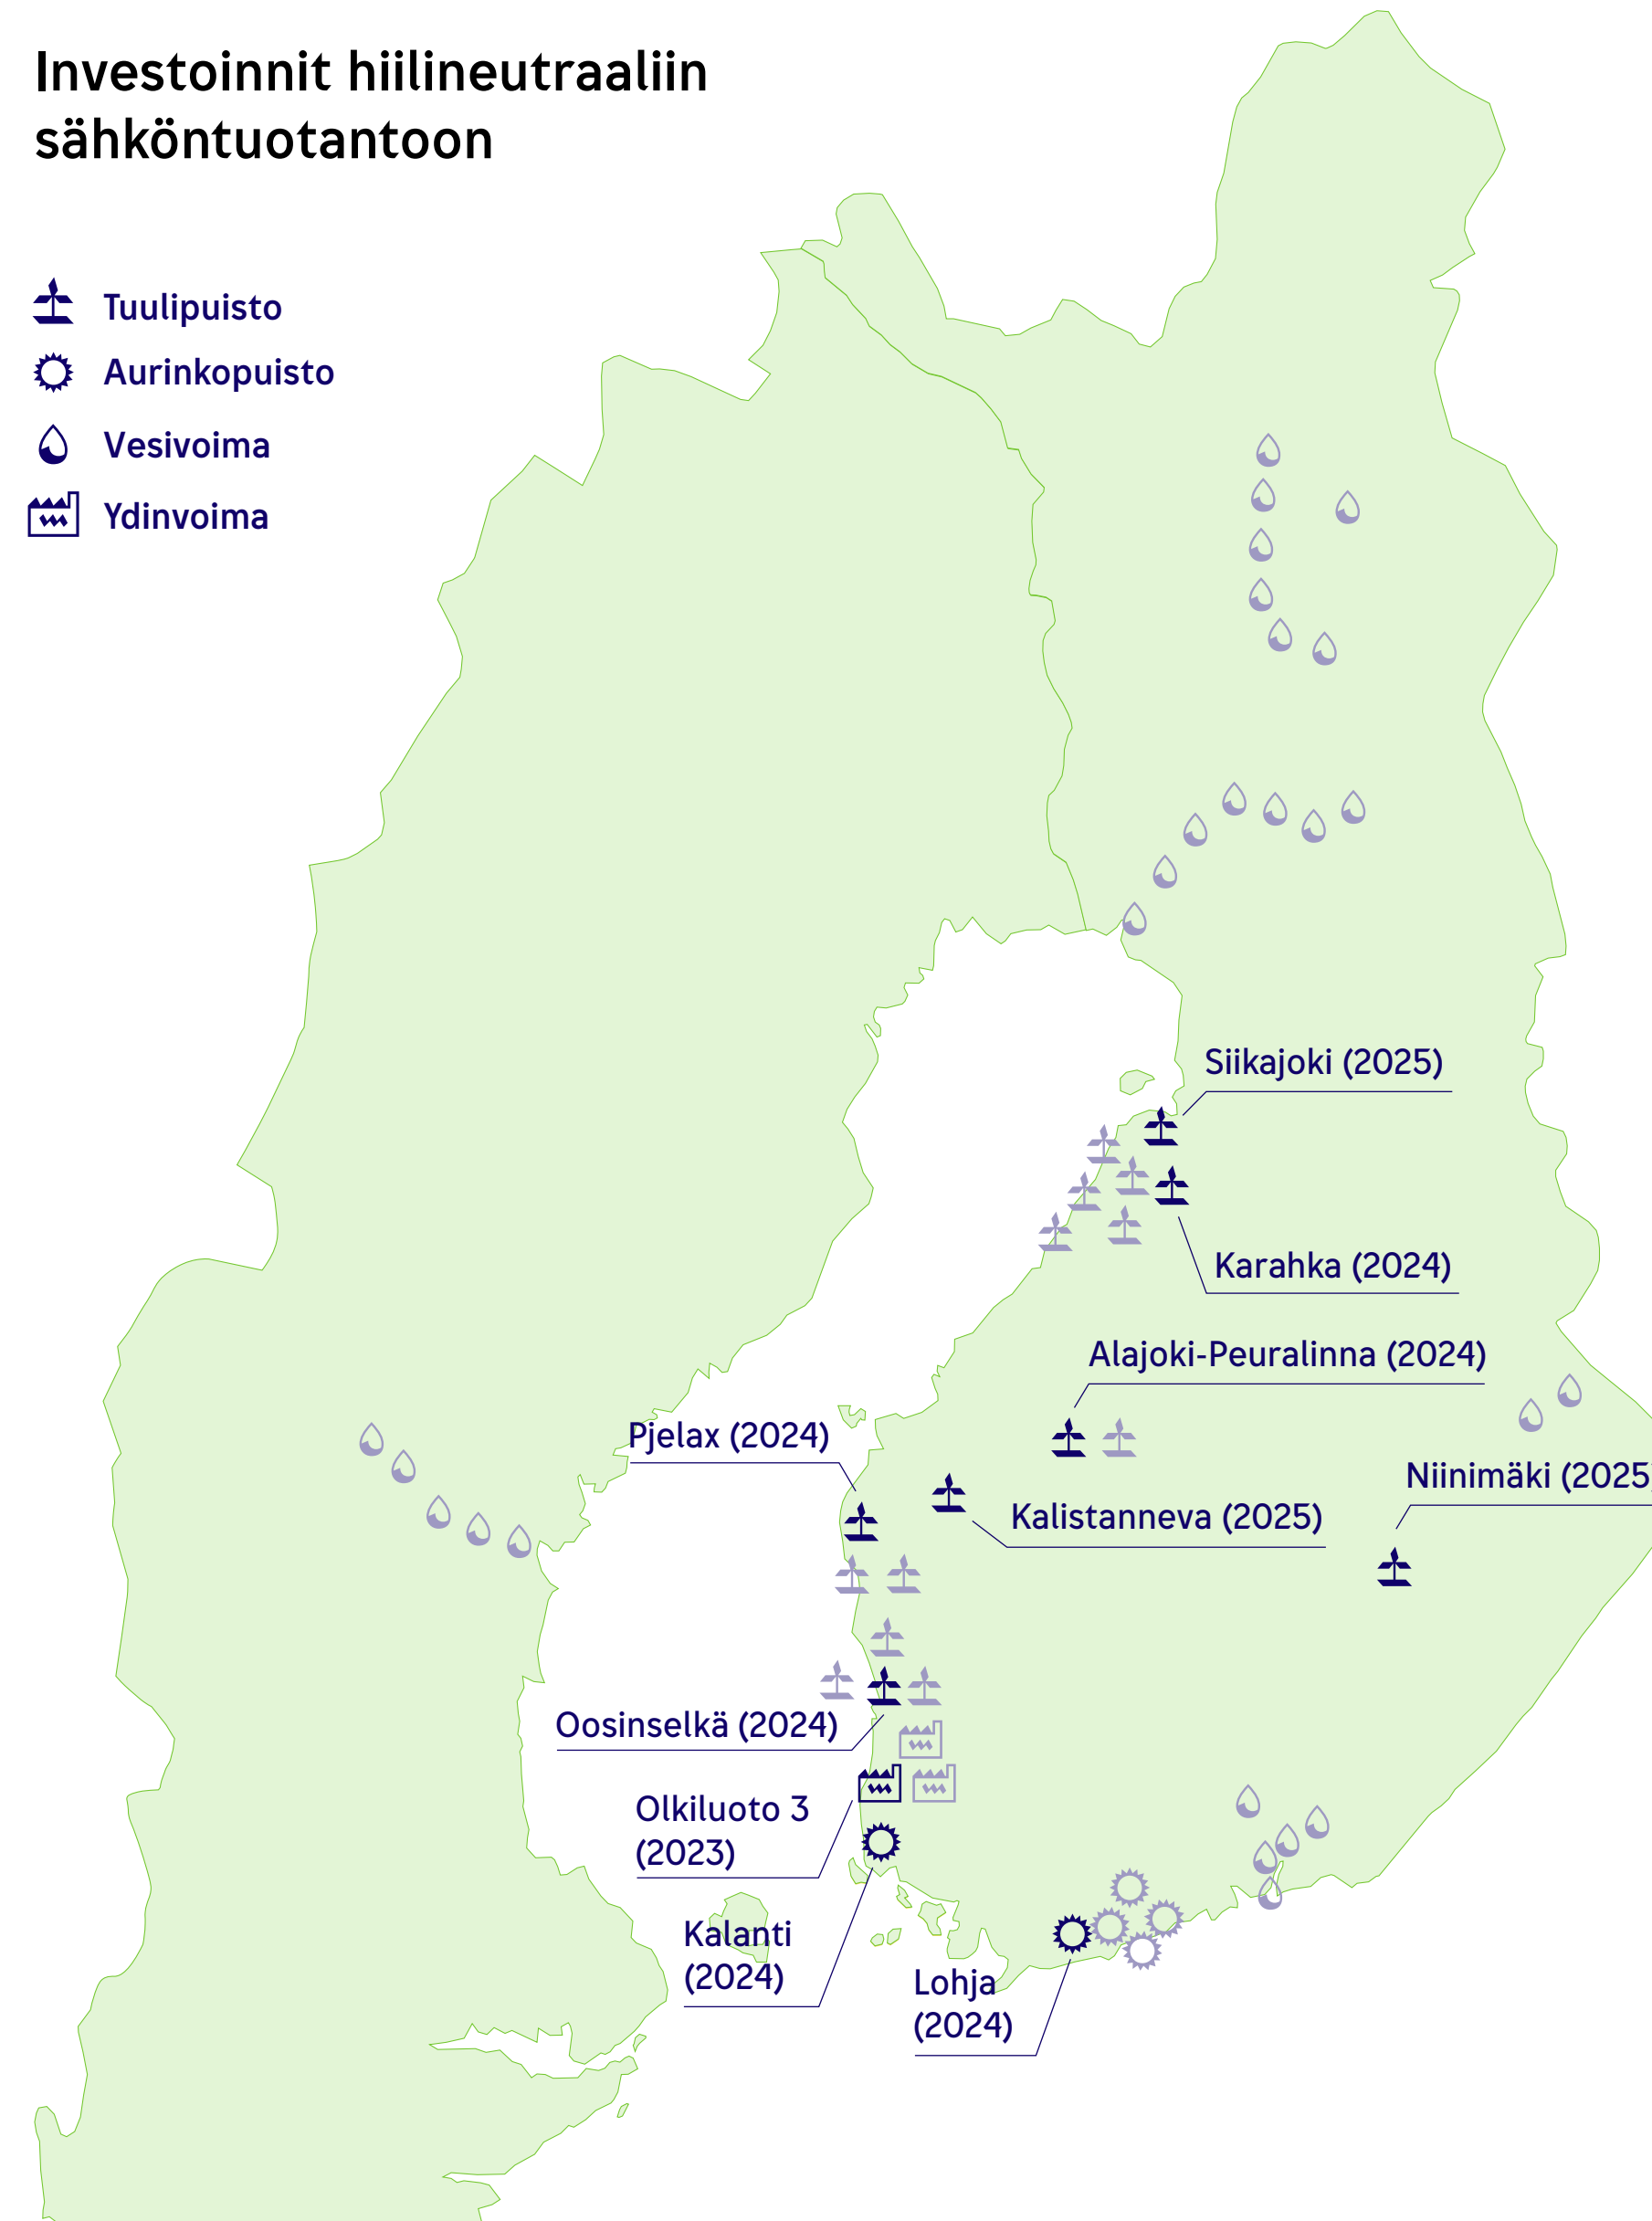 Investoinnit hiilineutraaliin
sähköntuotantoon
Tuulipuisto
Aurinkopuisto
Vesivoima
Ydinvoima
Siikajoki (2025)
Karahka (2024)
Alajoki-Peuralinna (2024)
Pjelax (2024)
Niinimäki (2025
Kalistanneva (2025)
Oosinselkä (2024)
Olkiluoto 3
(2023)
Kalanti
(2024)
Lohja
(2024)